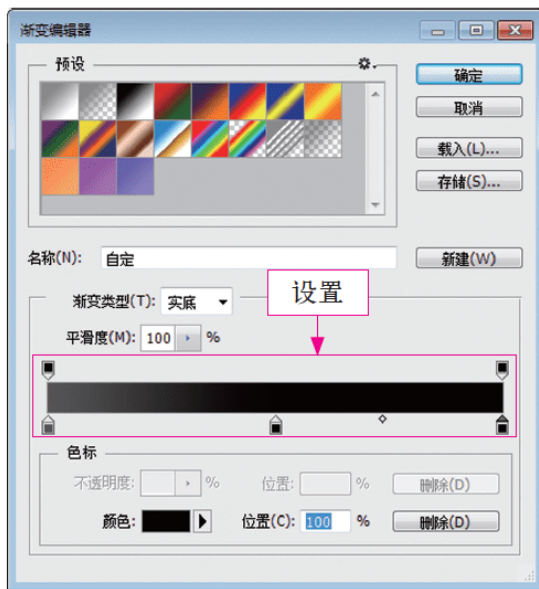 渐变编辑器
预设
确定
取消
载入(L)...
存储(S)...
名称(N): 自定
新建(W)
渐变类型(T): 实底
设置
平滑度(M): 100 %
色标
不透明度: % 位置: % 删除(D)
颜色: 位置(C): 100 % 删除(D)